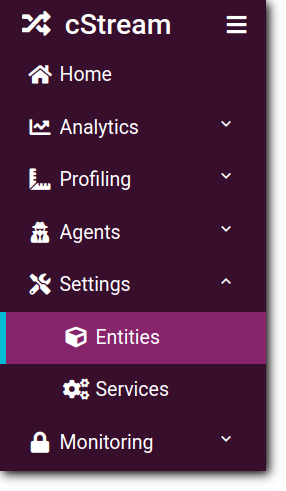 cStream
Home
Analytics
Profiling
Agents
Settings
Entities
Services
Monitoring